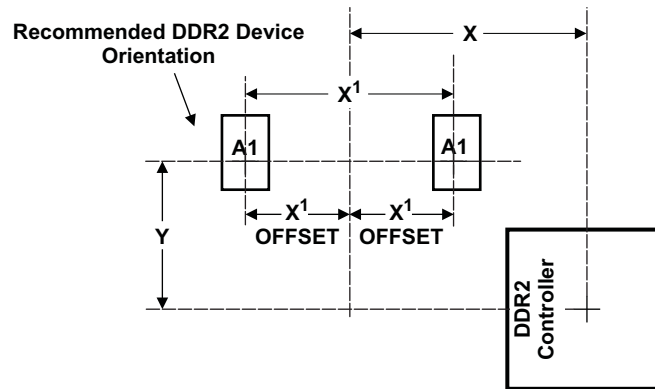 Recommended DDR2 Device
Orientation
X
X¹
A1
A1
X¹
X¹
OFFSET
OFFSET
Y
DDR2
Controller